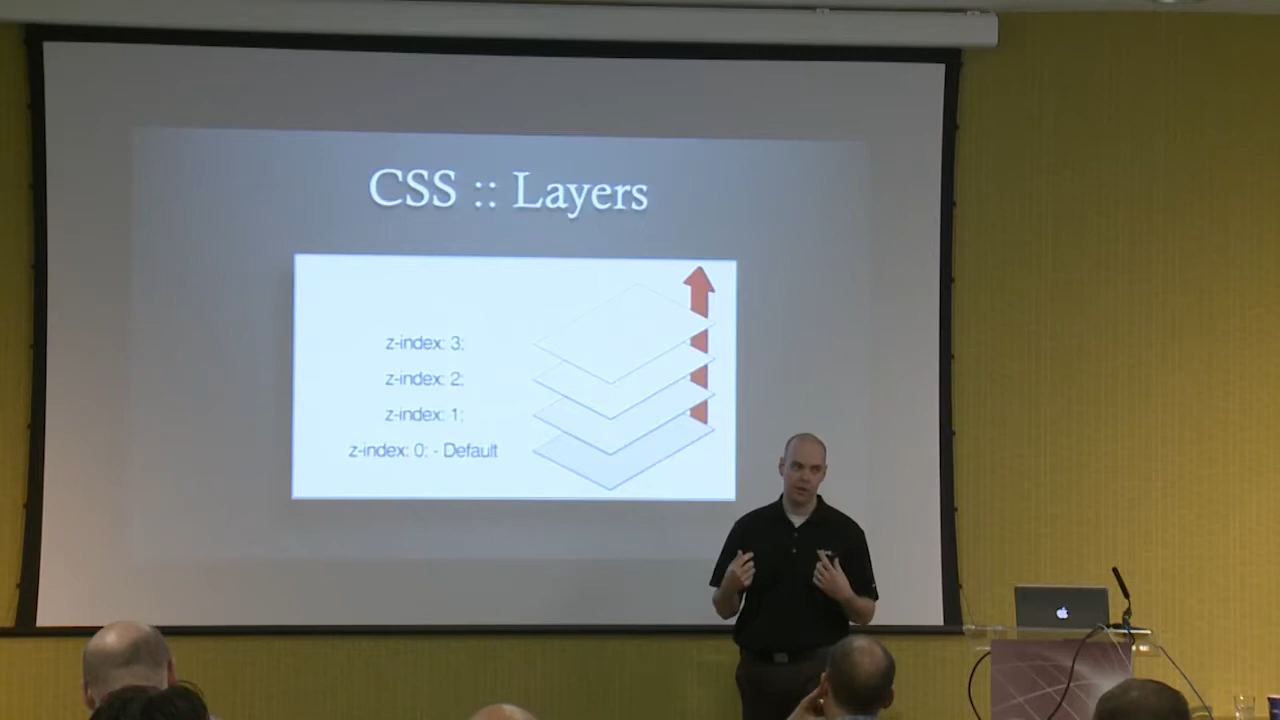 CSS :: Layers
z-index: 3;
z-index: 2;
z-index: 1;
z-index: 0: - Default